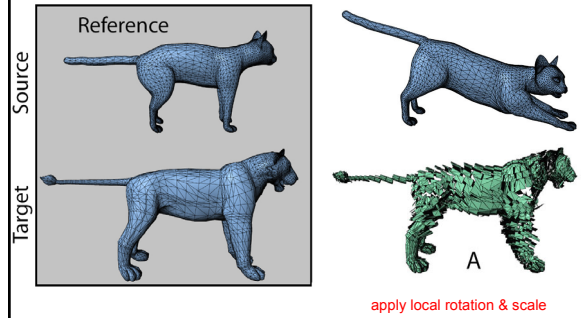 Reference
Source
Target
A
apply local rotation & scale